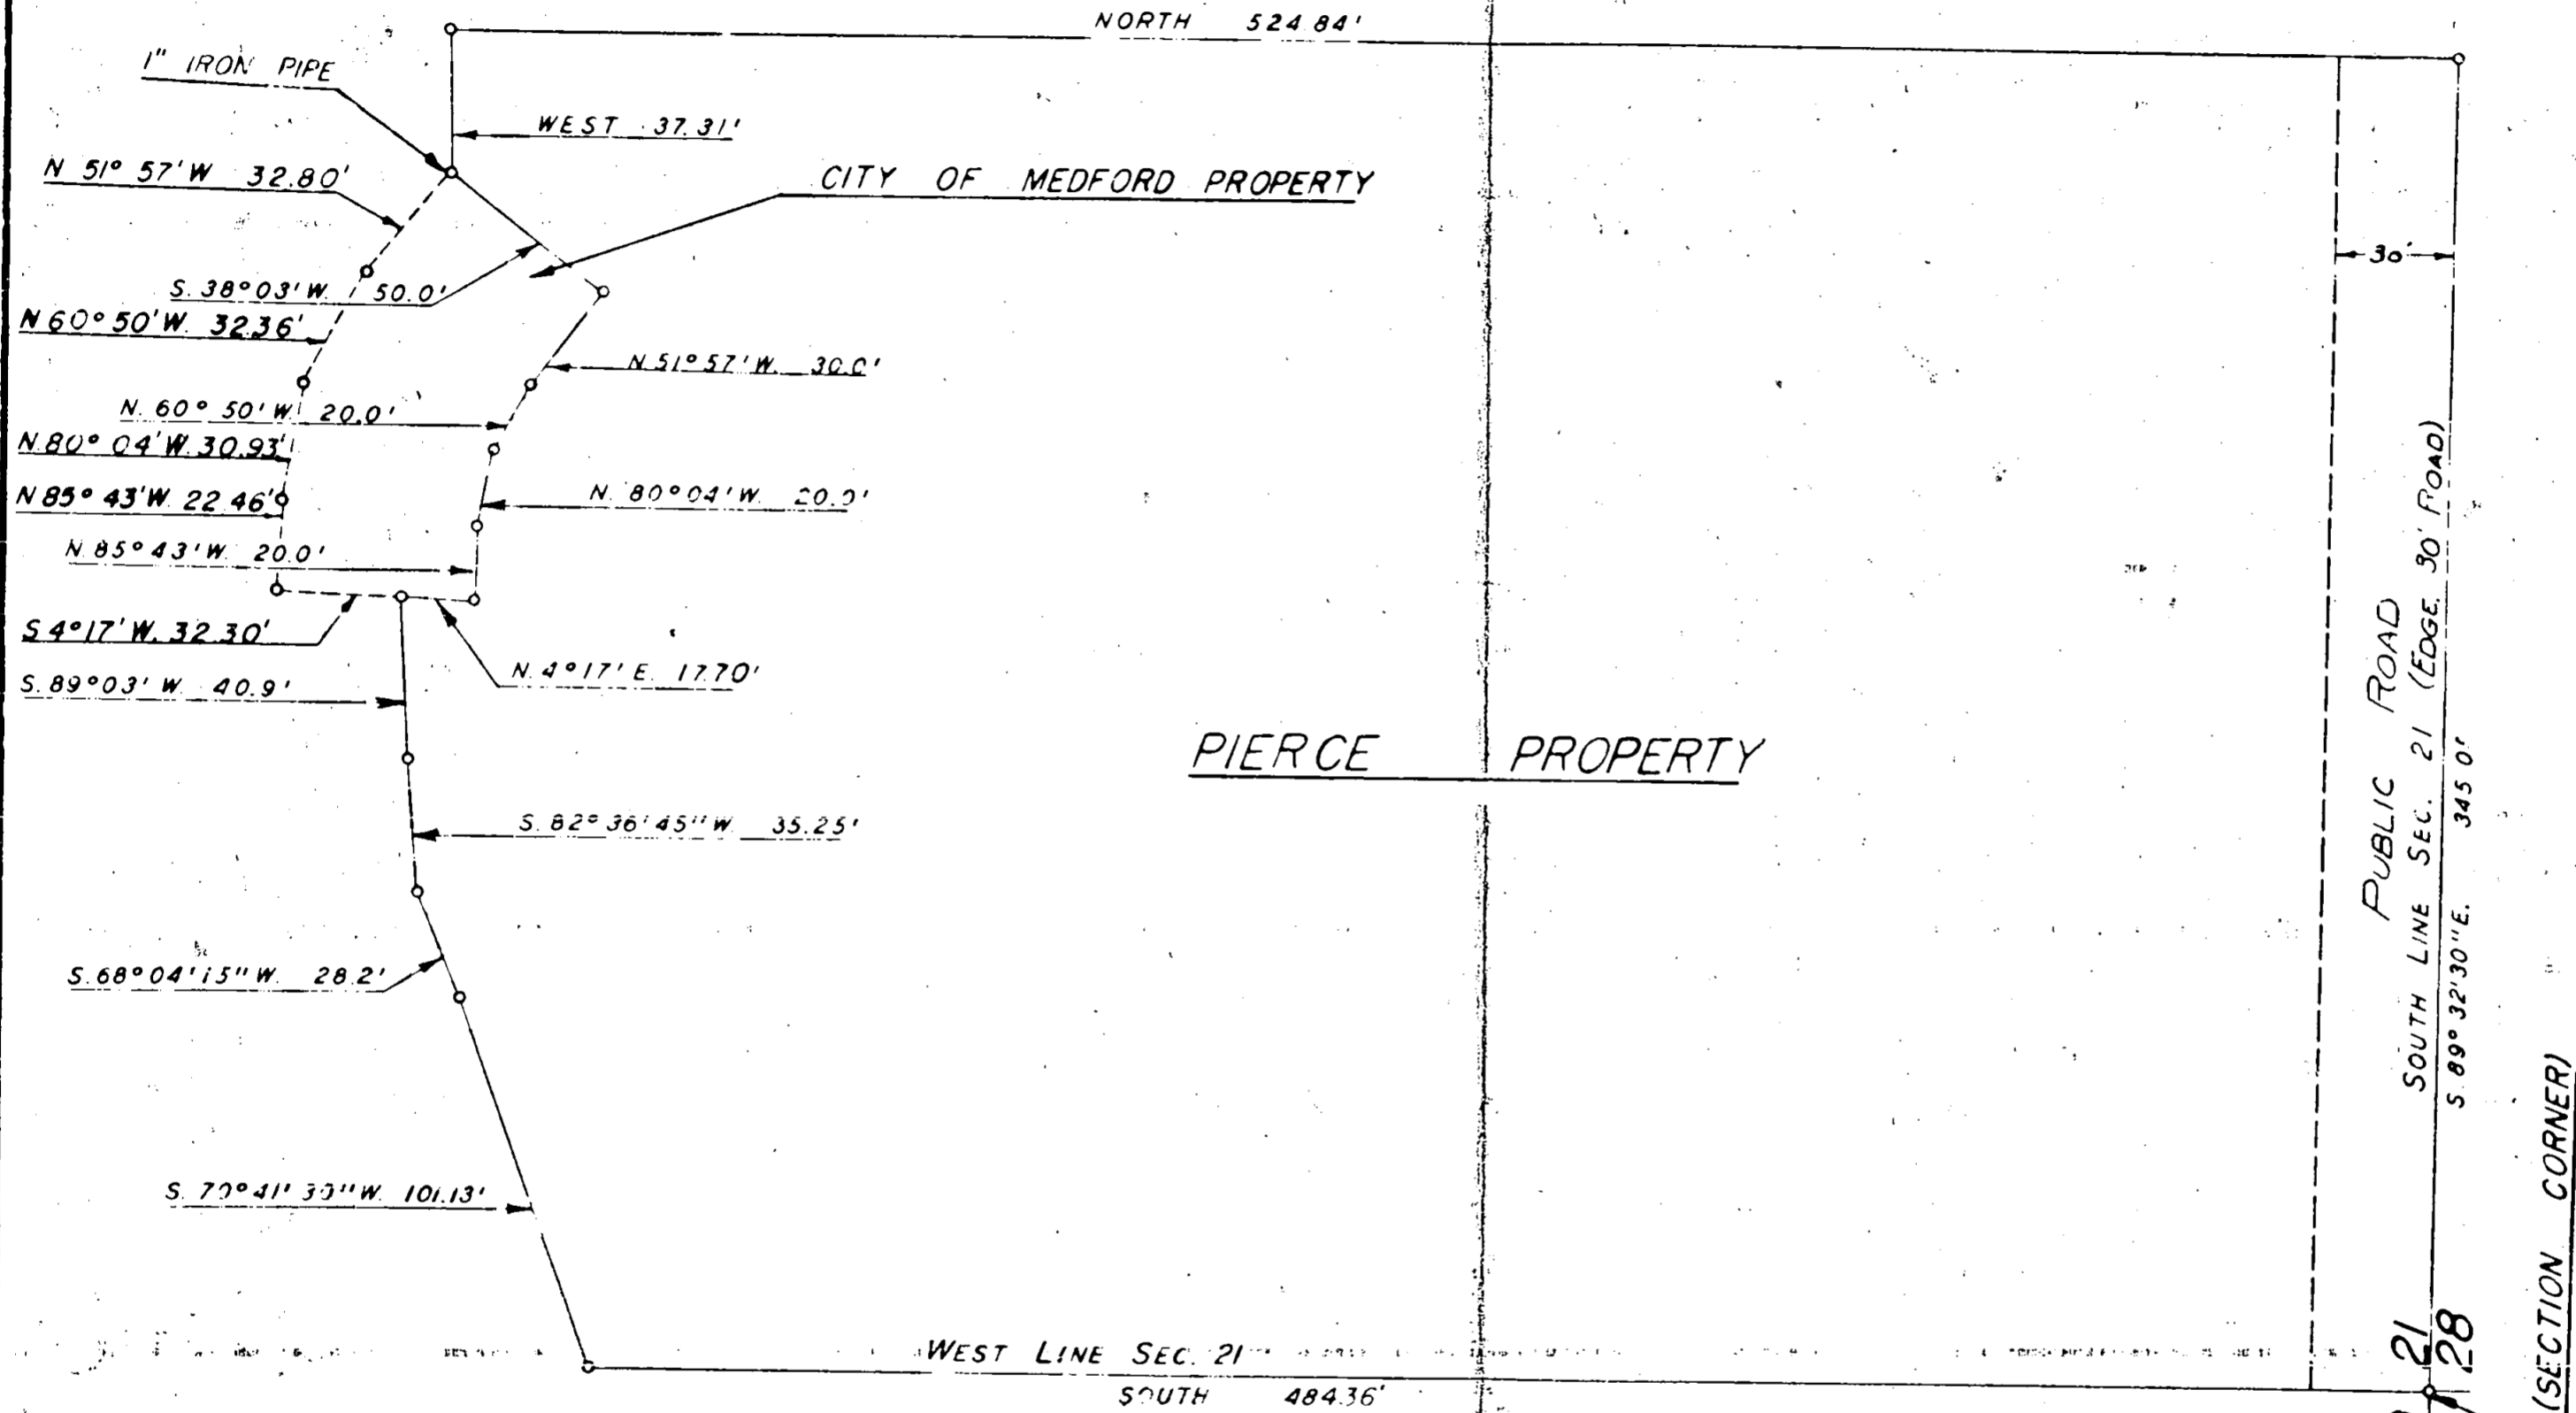 NORTH 524.84'
1" IRON PIPE
WEST 37.31'
N 51° 57' W 32.80'
CITY OF MEDFORD PROPERTY
S. 38° 03' W. 50.0'
N 60° 50' W. 32.36'
N. 51° 57' W. 30.0'
N. 60° 50' W. 20.0'
N. 80° 04' W. 30.93'
N 85° 43' W. 22.46'
N. 80° 04' W. 20.0'
N. 85° 43' W. 20.0'
S 4° 17' W. 32.30'
N. 4° 17' E. 17.70'
S. 89° 03' W. 40.9'
PIERCE PROPERTY
S. 82° 36' 45" W. 35.25'
S. 68° 04' 15" W. 28.2'
S. 70° 41' 30" W. 101.13'
WEST LINE SEC. 21
SOUTH 484.36'
30'
PUBLIC ROAD
SOUTH LINE SEC. 21 (EDGE 30' ROAD)
S 89° 32' 30" E. 345.0'
21
28
(SECTION CORNER)